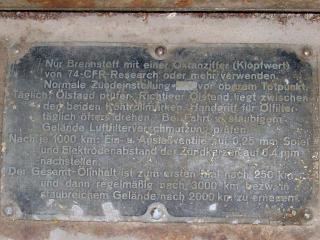 Nur Brennstoff mit einer Oktanziffer (Klopfwert)
von 74-CFR-Research oder mehr verwenden.
Normale Zündeinstellung vor oberem Totpunkt.
Täglich Ölstand prüfen. Richtiger Ölstand liegt zwischen
den beiden Kontrollmarken. Handgriff für Ölfilter
täglich öfters drehen. Bei Fahrt in staubigem
Gelände Luftfilterverschmutzung prüfen.
Nach je 1000 km: Ein- u. Auslaßventile auf 0,25 mm Spiel
und Elektrodenabstand der Zündkerzen auf 0,4 mm
nachstellen.
Der Gesamt-Ölinhalt ist zum ersten Mal nach 250 km
und dann regelmäßig nach 3000 km bezw. in
staubreichem Gelände nach 2000 km zu erneuern.